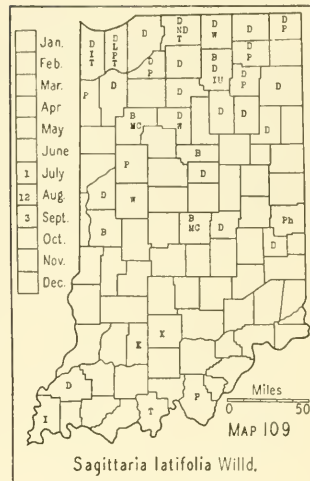 Jan.
Feb.
Mar.
Apr
May
June
1 July
12 Aug.
3 Sept.
Oct.
Nov.
Dec.
D I T
D L P T
D
D ND T
D W
D
D P
D P
B D IU
D P
D P
P
D
D
D
D
B MC
D W
D
B
P
D
D
W
B
B MC
D
Ph
D
K
X
D
I
T
P
Miles
0 50
MAP 109
Sagittaria latifolia Willd.